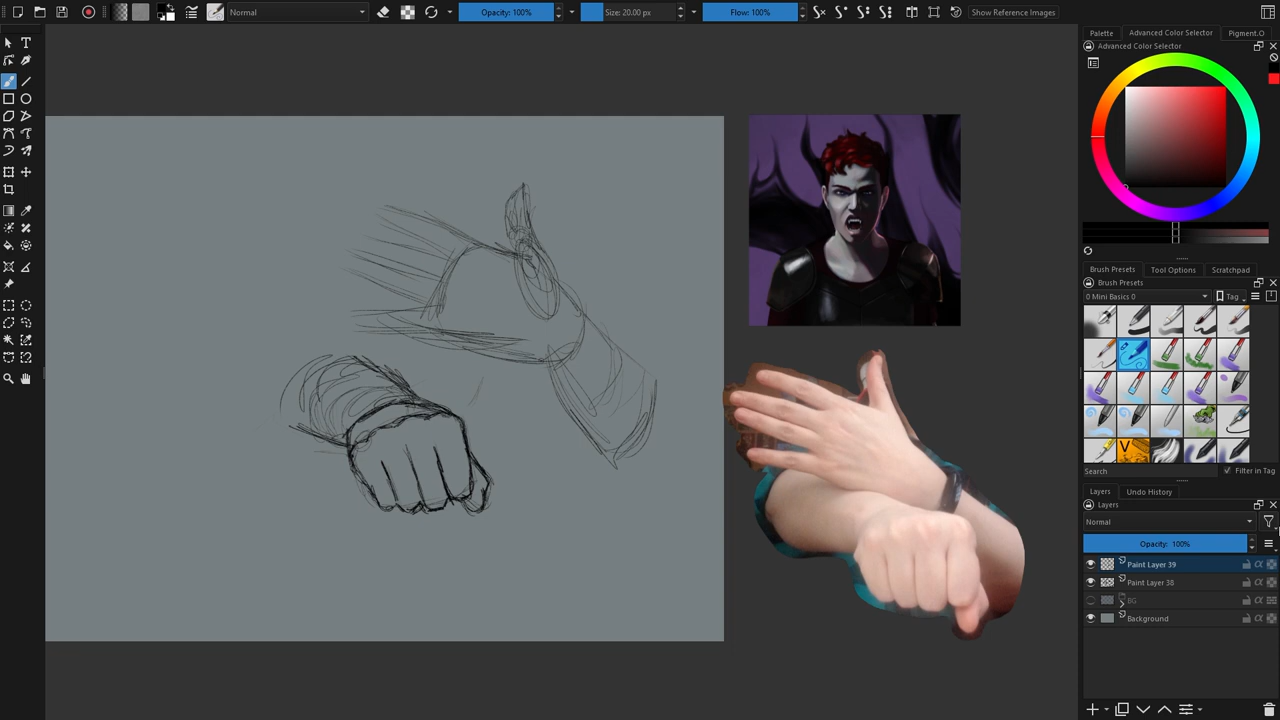 Normal
Opacity: 100%
Size: 20.00 px
Flow: 100%
Show Reference Images
Palette
Advanced Color Selector
Pigment.O
Advanced Color Selector
Brush Presets
Tool Options
Scratchpad
Brush Presets
0 Mini Basics 0
Tag
Search
Filter in Tag
Layers
Undo History
Layers
Normal
Opacity: 100%
Paint Layer 39
Paint Layer 38
BG
Background